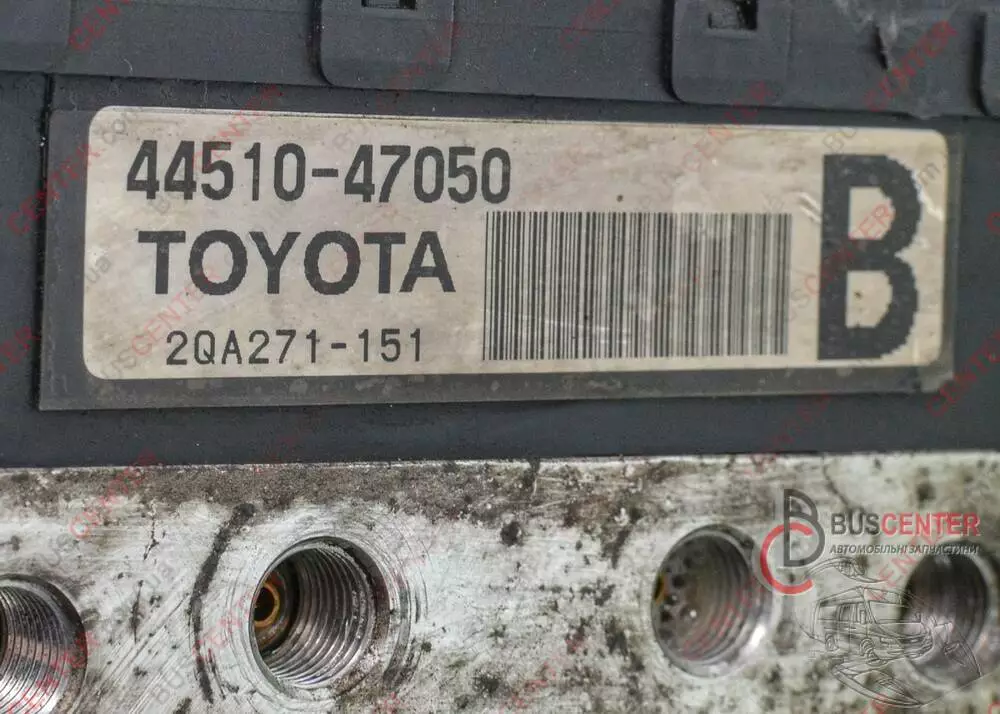 44510-47050
TOYOTA
2QA271-151
B
BUSCENTER
АВТОМОБІЛЬНІ ЗАПЧАСТИНИ